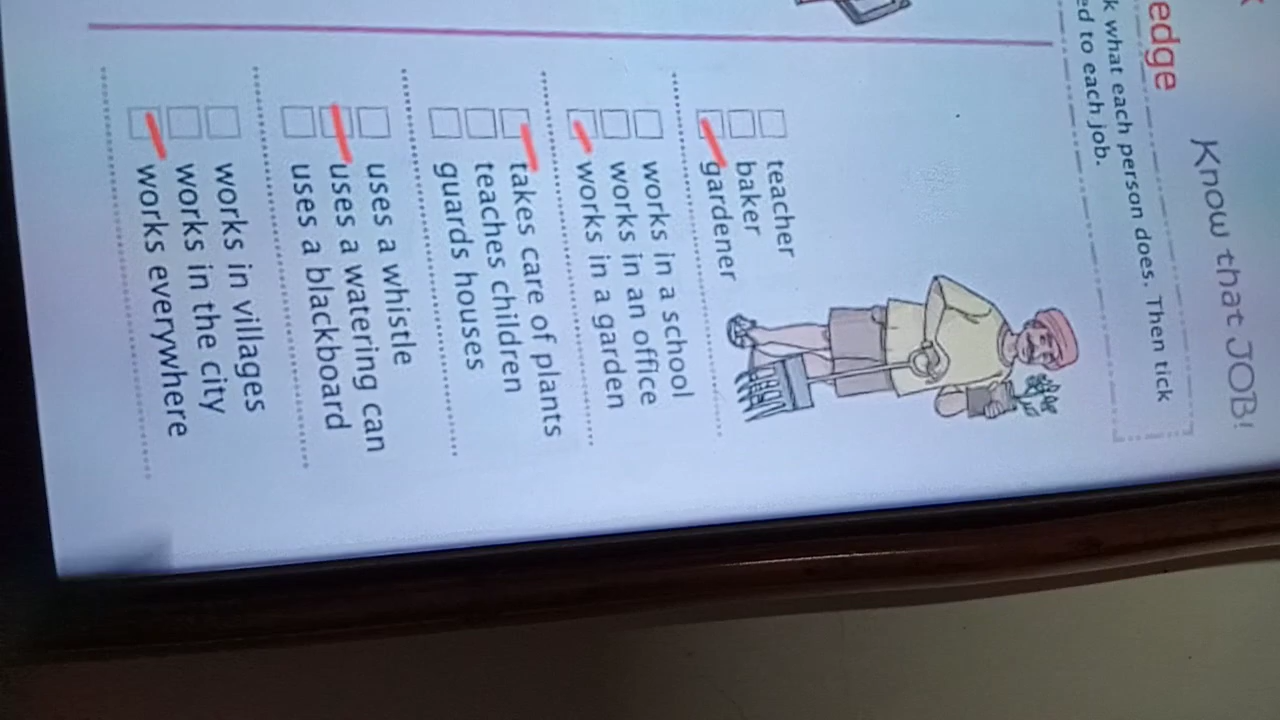 Know that JOB!
edge
k what each person does. Then tick
ed to each job.
teacher
baker
gardener
works in a school
works in an office
works in a garden
takes care of plants
teaches children
guards houses
uses a whistle
uses a watering can
uses a blackboard
works in villages
works in the city
works everywhere